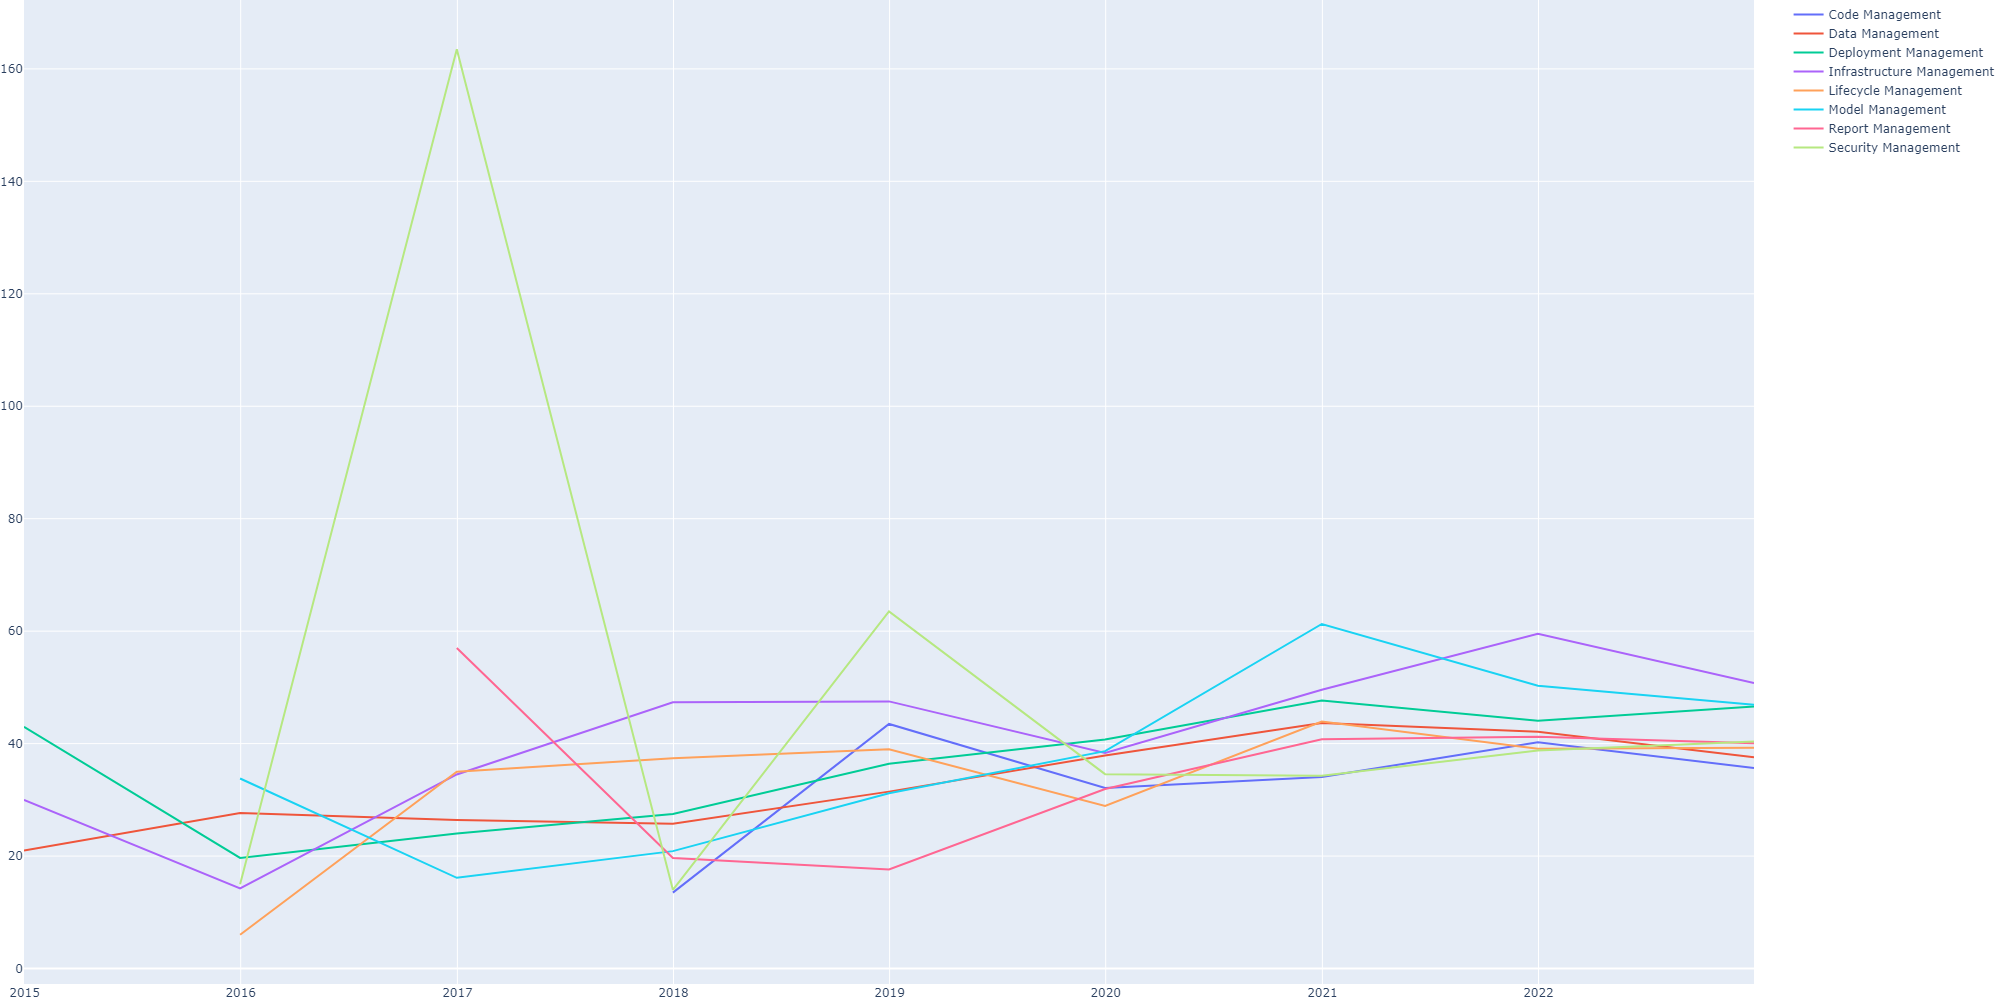 Code Management
Data Management
Deployment Management
Infrastructure Management
Lifecycle Management
Model Management
Report Management
Security Management
160
140
120
100
80
60
40
20
0
2015 2016 2017 2018 2019 2020 2021 2022